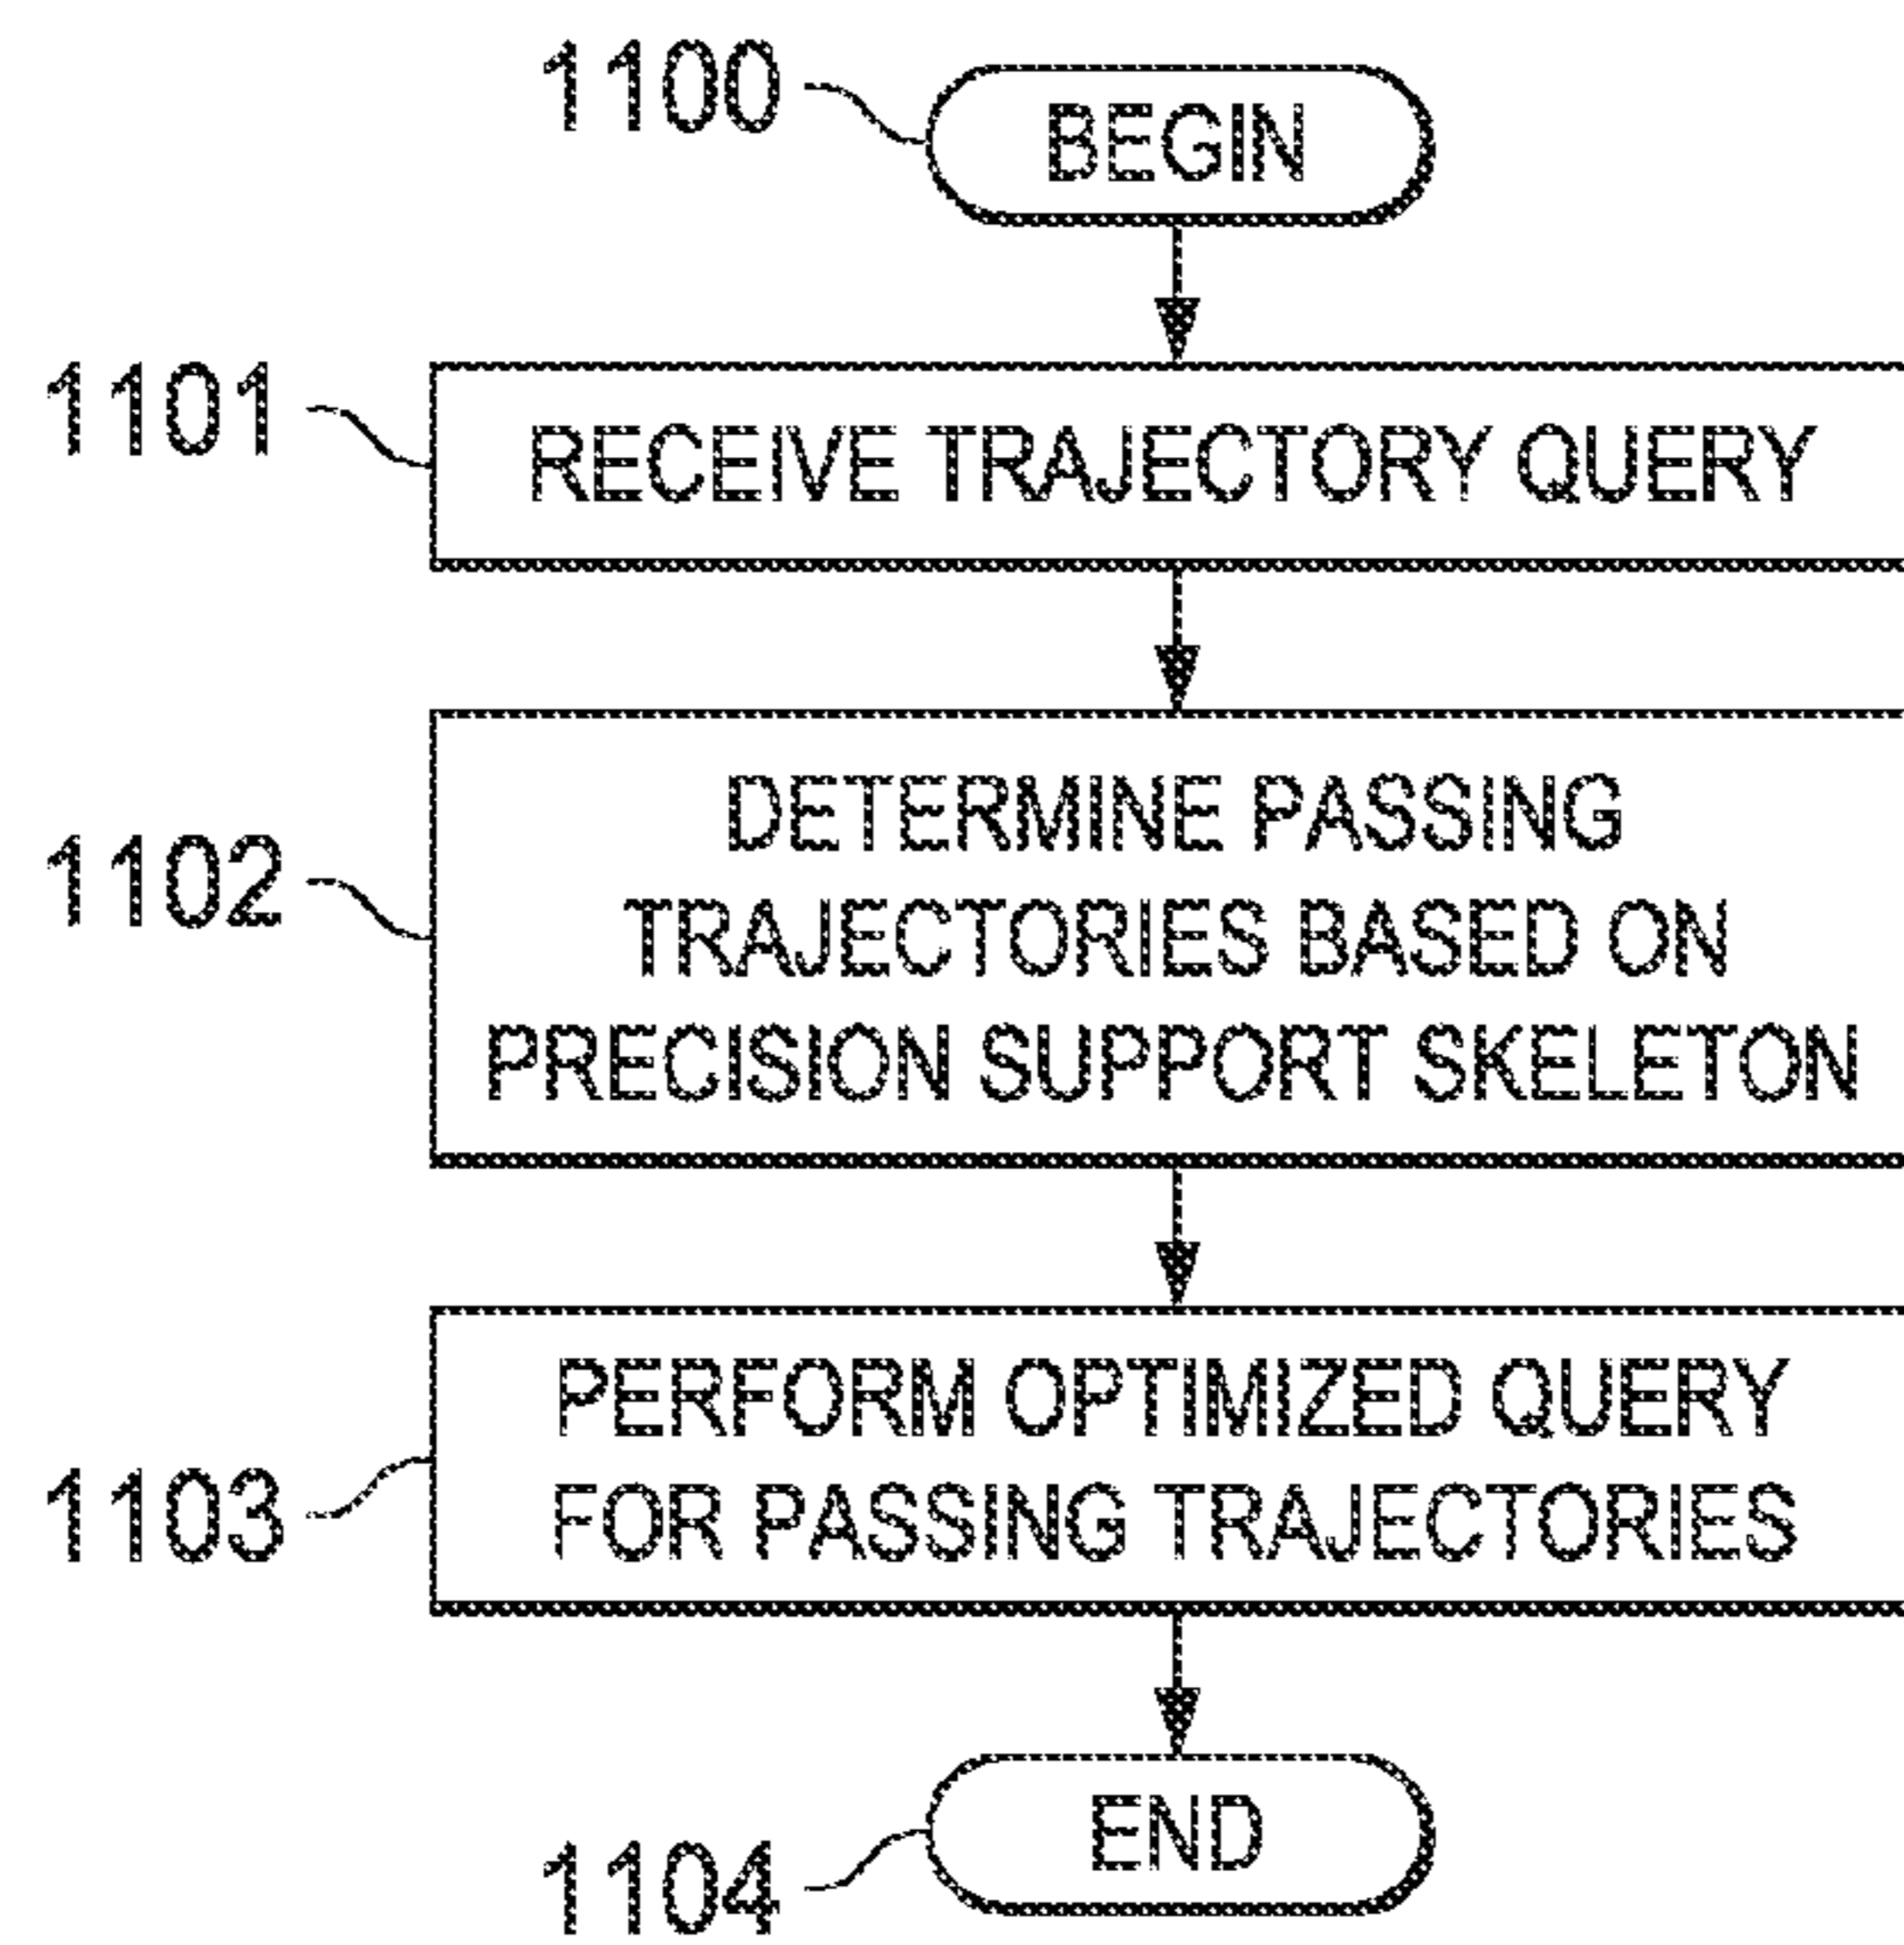 1100
BEGIN
1101
RECEIVE TRAJECTORY QUERY
1102
DETERMINE PASSING
TRAJECTORIES BASED ON
PRECISION SUPPORT SKELETON
1103
PERFORM OPTIMIZED QUERY
FOR PASSING TRAJECTORIES
1104
END